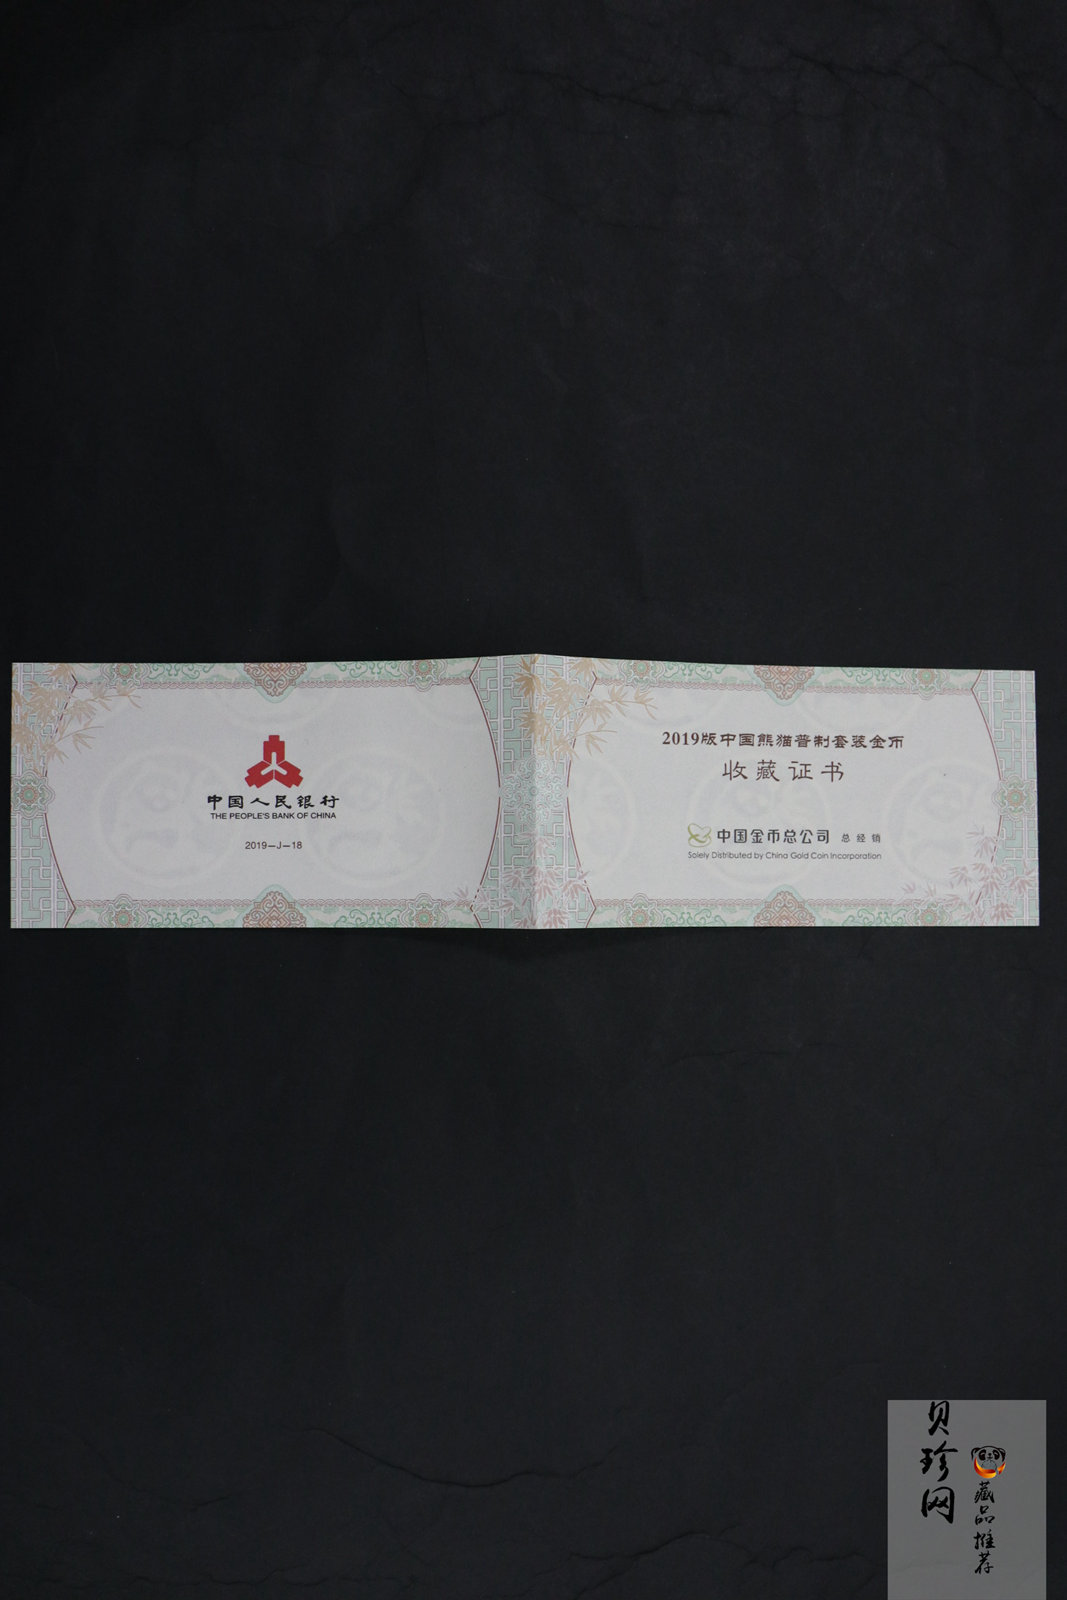 中国人民银行
THE PEOPLE'S BANK OF CHINA
2019-J-18
2019版中国熊猫普制套装金币
收藏证书
中国金币总公司 总经销
Solely Distributed by China Gold Coin Incorporation
贝珍网
藏品推荐